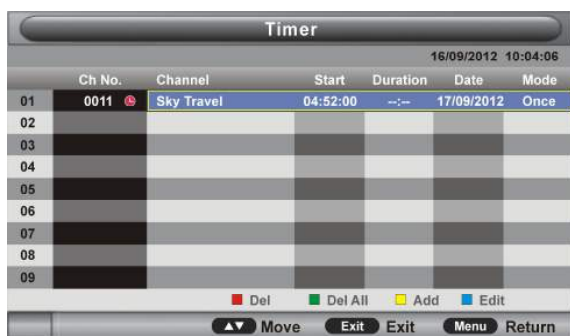 Timer
16/09/2012 10:04:06
Ch No. Channel Start Duration Date Mode
01 0011 Sky Travel 04:52:00 --:-- 17/09/2012 Once
02
03
04
05
06
07
08
09
Del Del All Add Edit
Move Exit Exit Menu Return